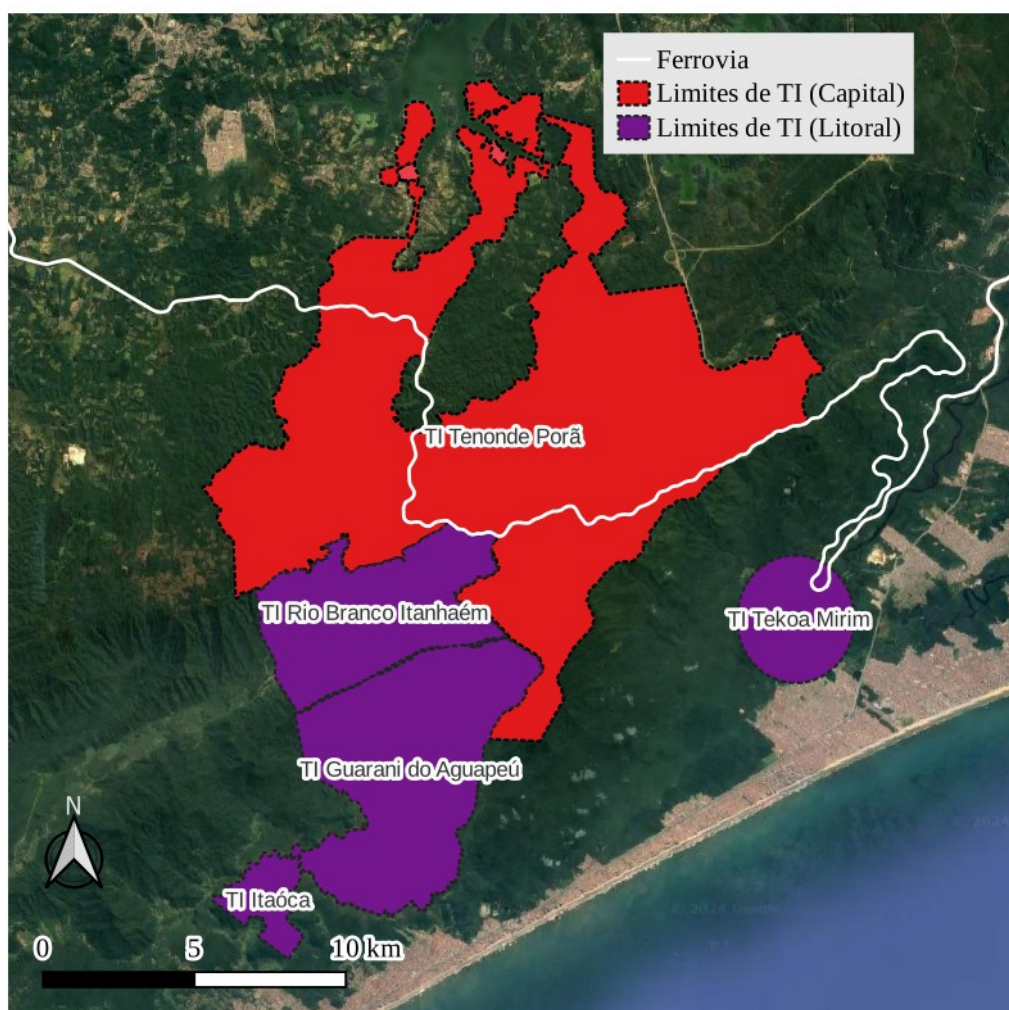 Ferrovia
Limites de TI (Capital)
Limites de TI (Litoral)
TI Tenonde Porã
TI Rio Branco Itanhaém
TI Tekoa Mirim
TI Guarani do Aguapeú
N
TI Itaóca
0 5 10 km